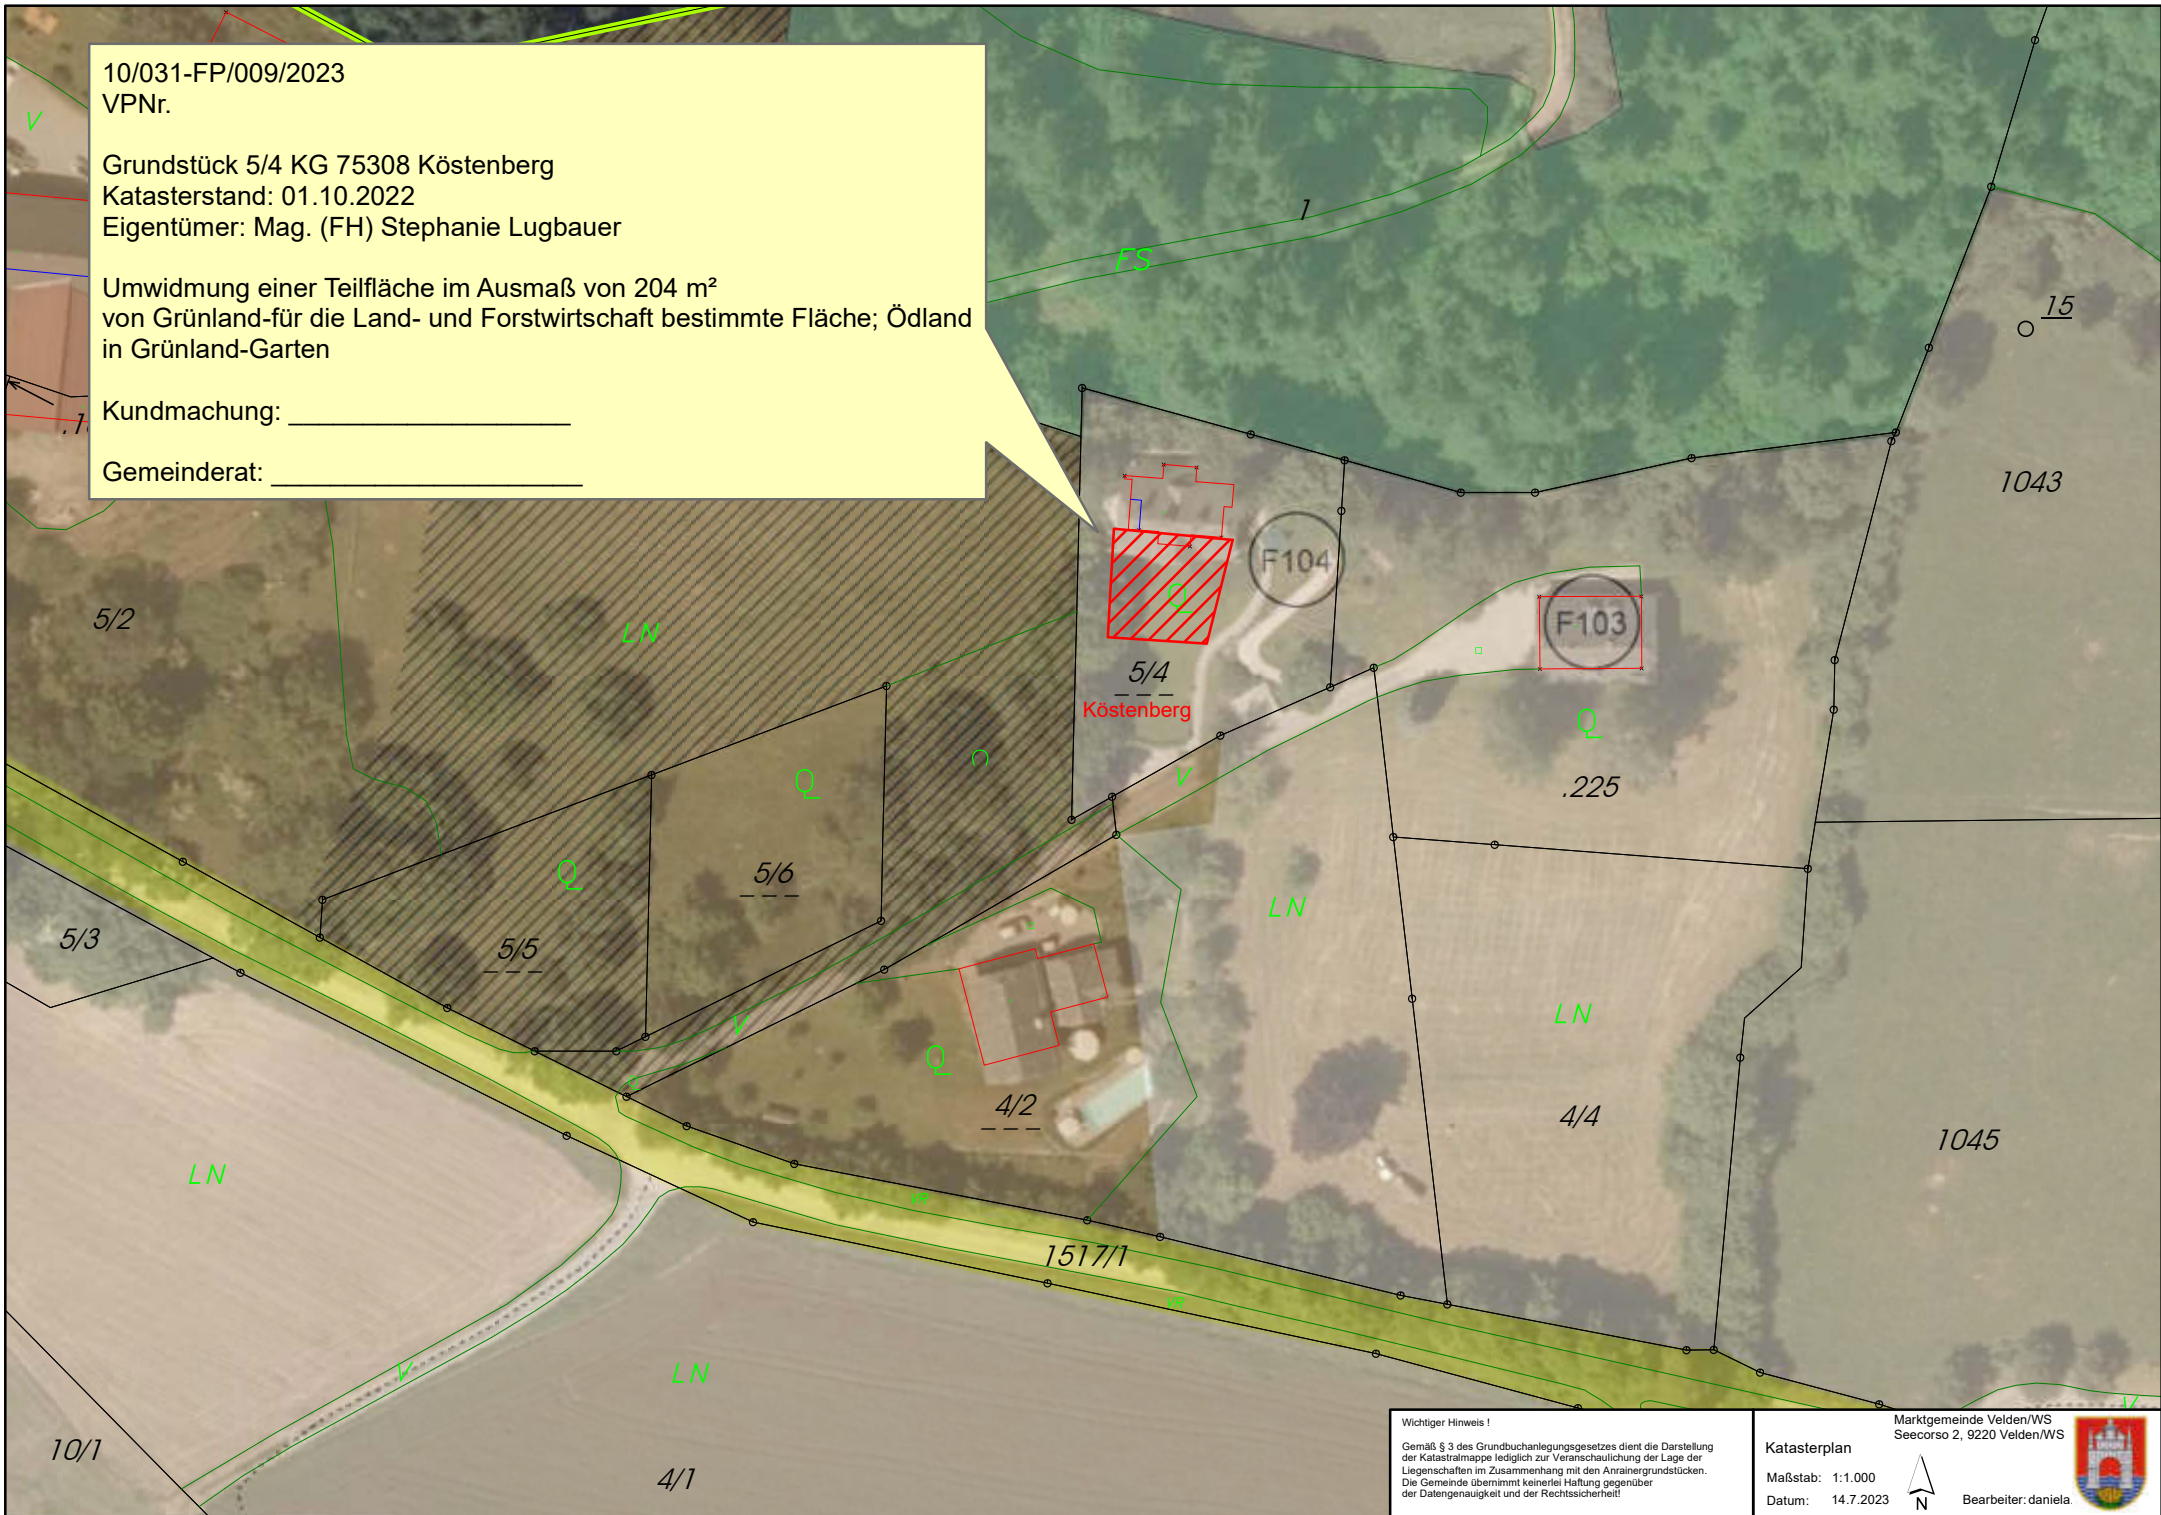 10/031-FP/009/2023
VPNr.
Grundstück 5/4 KG 75308 Köstenberg
Katasterstand: 01.10.2022
Eigentümer: Mag. (FH) Stephanie Lugbauer
Umwidmung einer Teilfläche im Ausmaß von 204 m²
von Grünland-für die Land- und Forstwirtschaft bestimmte Fläche; Ödland
in Grünland-Garten
Kundmachung: ___________________
Gemeinderat: _____________________
V
1
FS
15
1043
F104
F103
5/2
LN
5/4
Köstenberg
V
.225
5/6
5/5
5/3
LN
LN
V
4/2
4/4
1045
LN
VR
1517/1
VR
V
LN
10/1
4/1
V
Wichtiger Hinweis !
Gemäß § 3 des Grundbuchanlegungsgesetzes dient die Darstellung
der Katastralmappe lediglich zur Veranschaulichung der Lage der
Liegenschaften im Zusammenhang mit den Anrainergrundstücken.
Die Gemeinde übernimmt keinerlei Haftung gegenüber
der Datengenauigkeit und der Rechtssicherheit!
Marktgemeinde Velden/WS
Seecorso 2, 9220 Velden/WS
Katasterplan
Maßstab: 1:1.000
Datum: 14.7.2023
N
Bearbeiter: daniela.